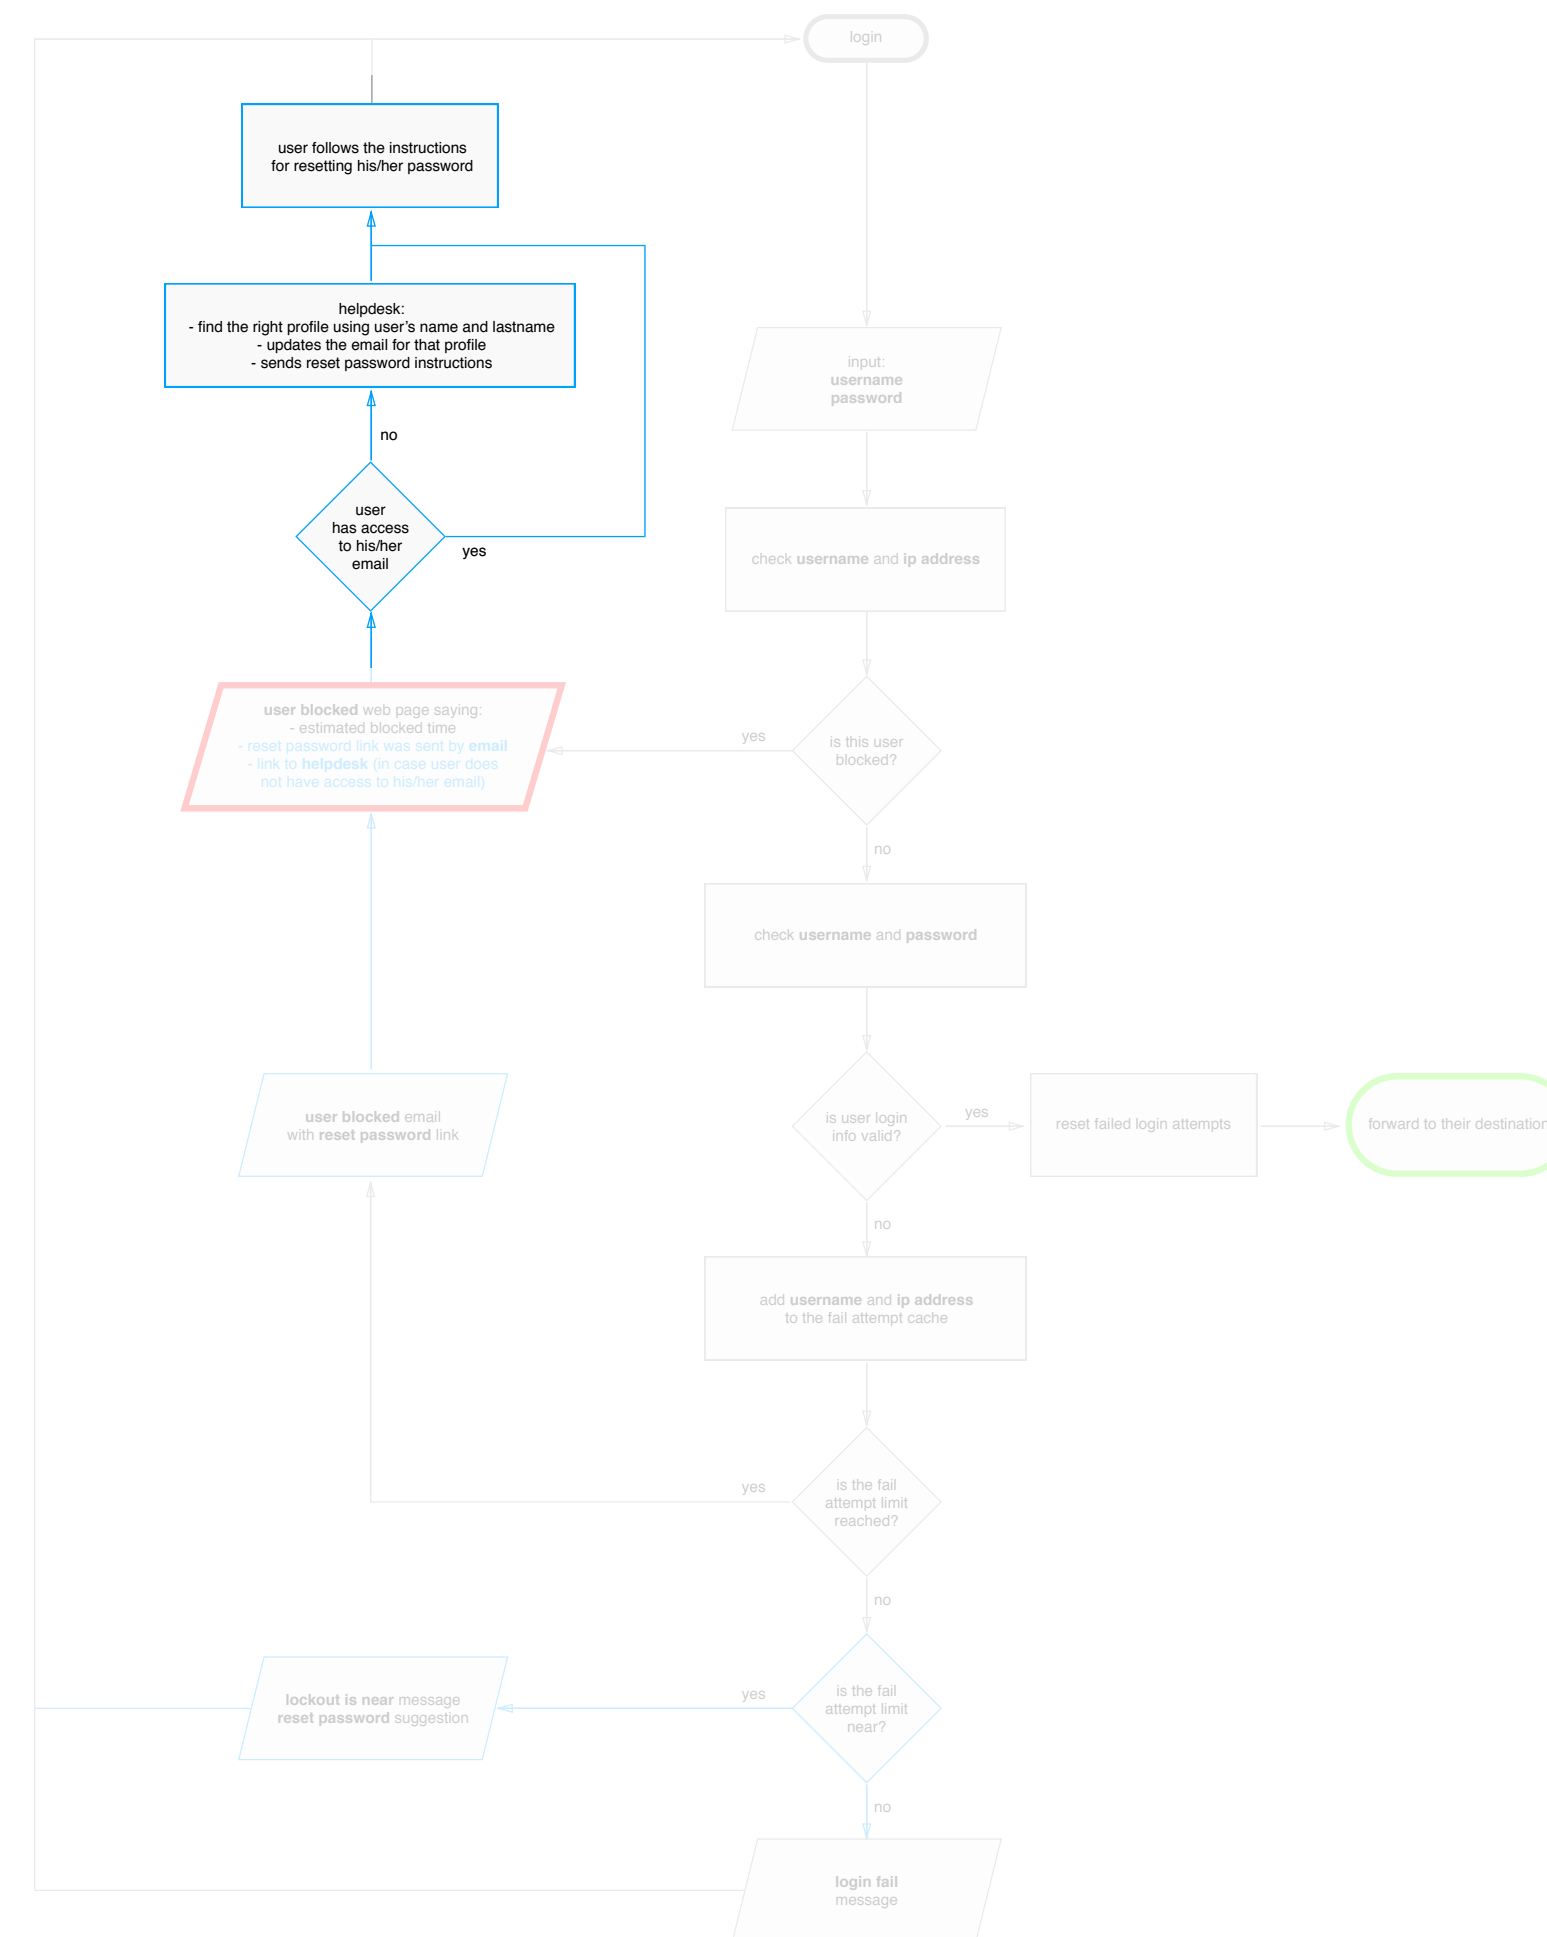 login
user follows the instructions
for resetting his/her password
helpdesk:
- find the right profile using user’s name and lastname
- updates the email for that profile
- sends reset password instructions
input:
username
password
no
user
has access
to his/her
email
yes
check username and ip address
user blocked web page saying:
- estimated blocked time
- reset password link was sent by email
- link to helpdesk (in case user does
not have access to his/her email)
yes
is this user
blocked?
no
check username and password
user blocked email
with reset password link
is user login
info valid?
yes
reset failed login attempts
forward to their destination
no
add username and ip address
to the fail attempt cache
yes
is the fail
attempt limit
reached?
no
lockout is near message
reset password suggestion
yes
is the fail
attempt limit
near?
no
login fail
message